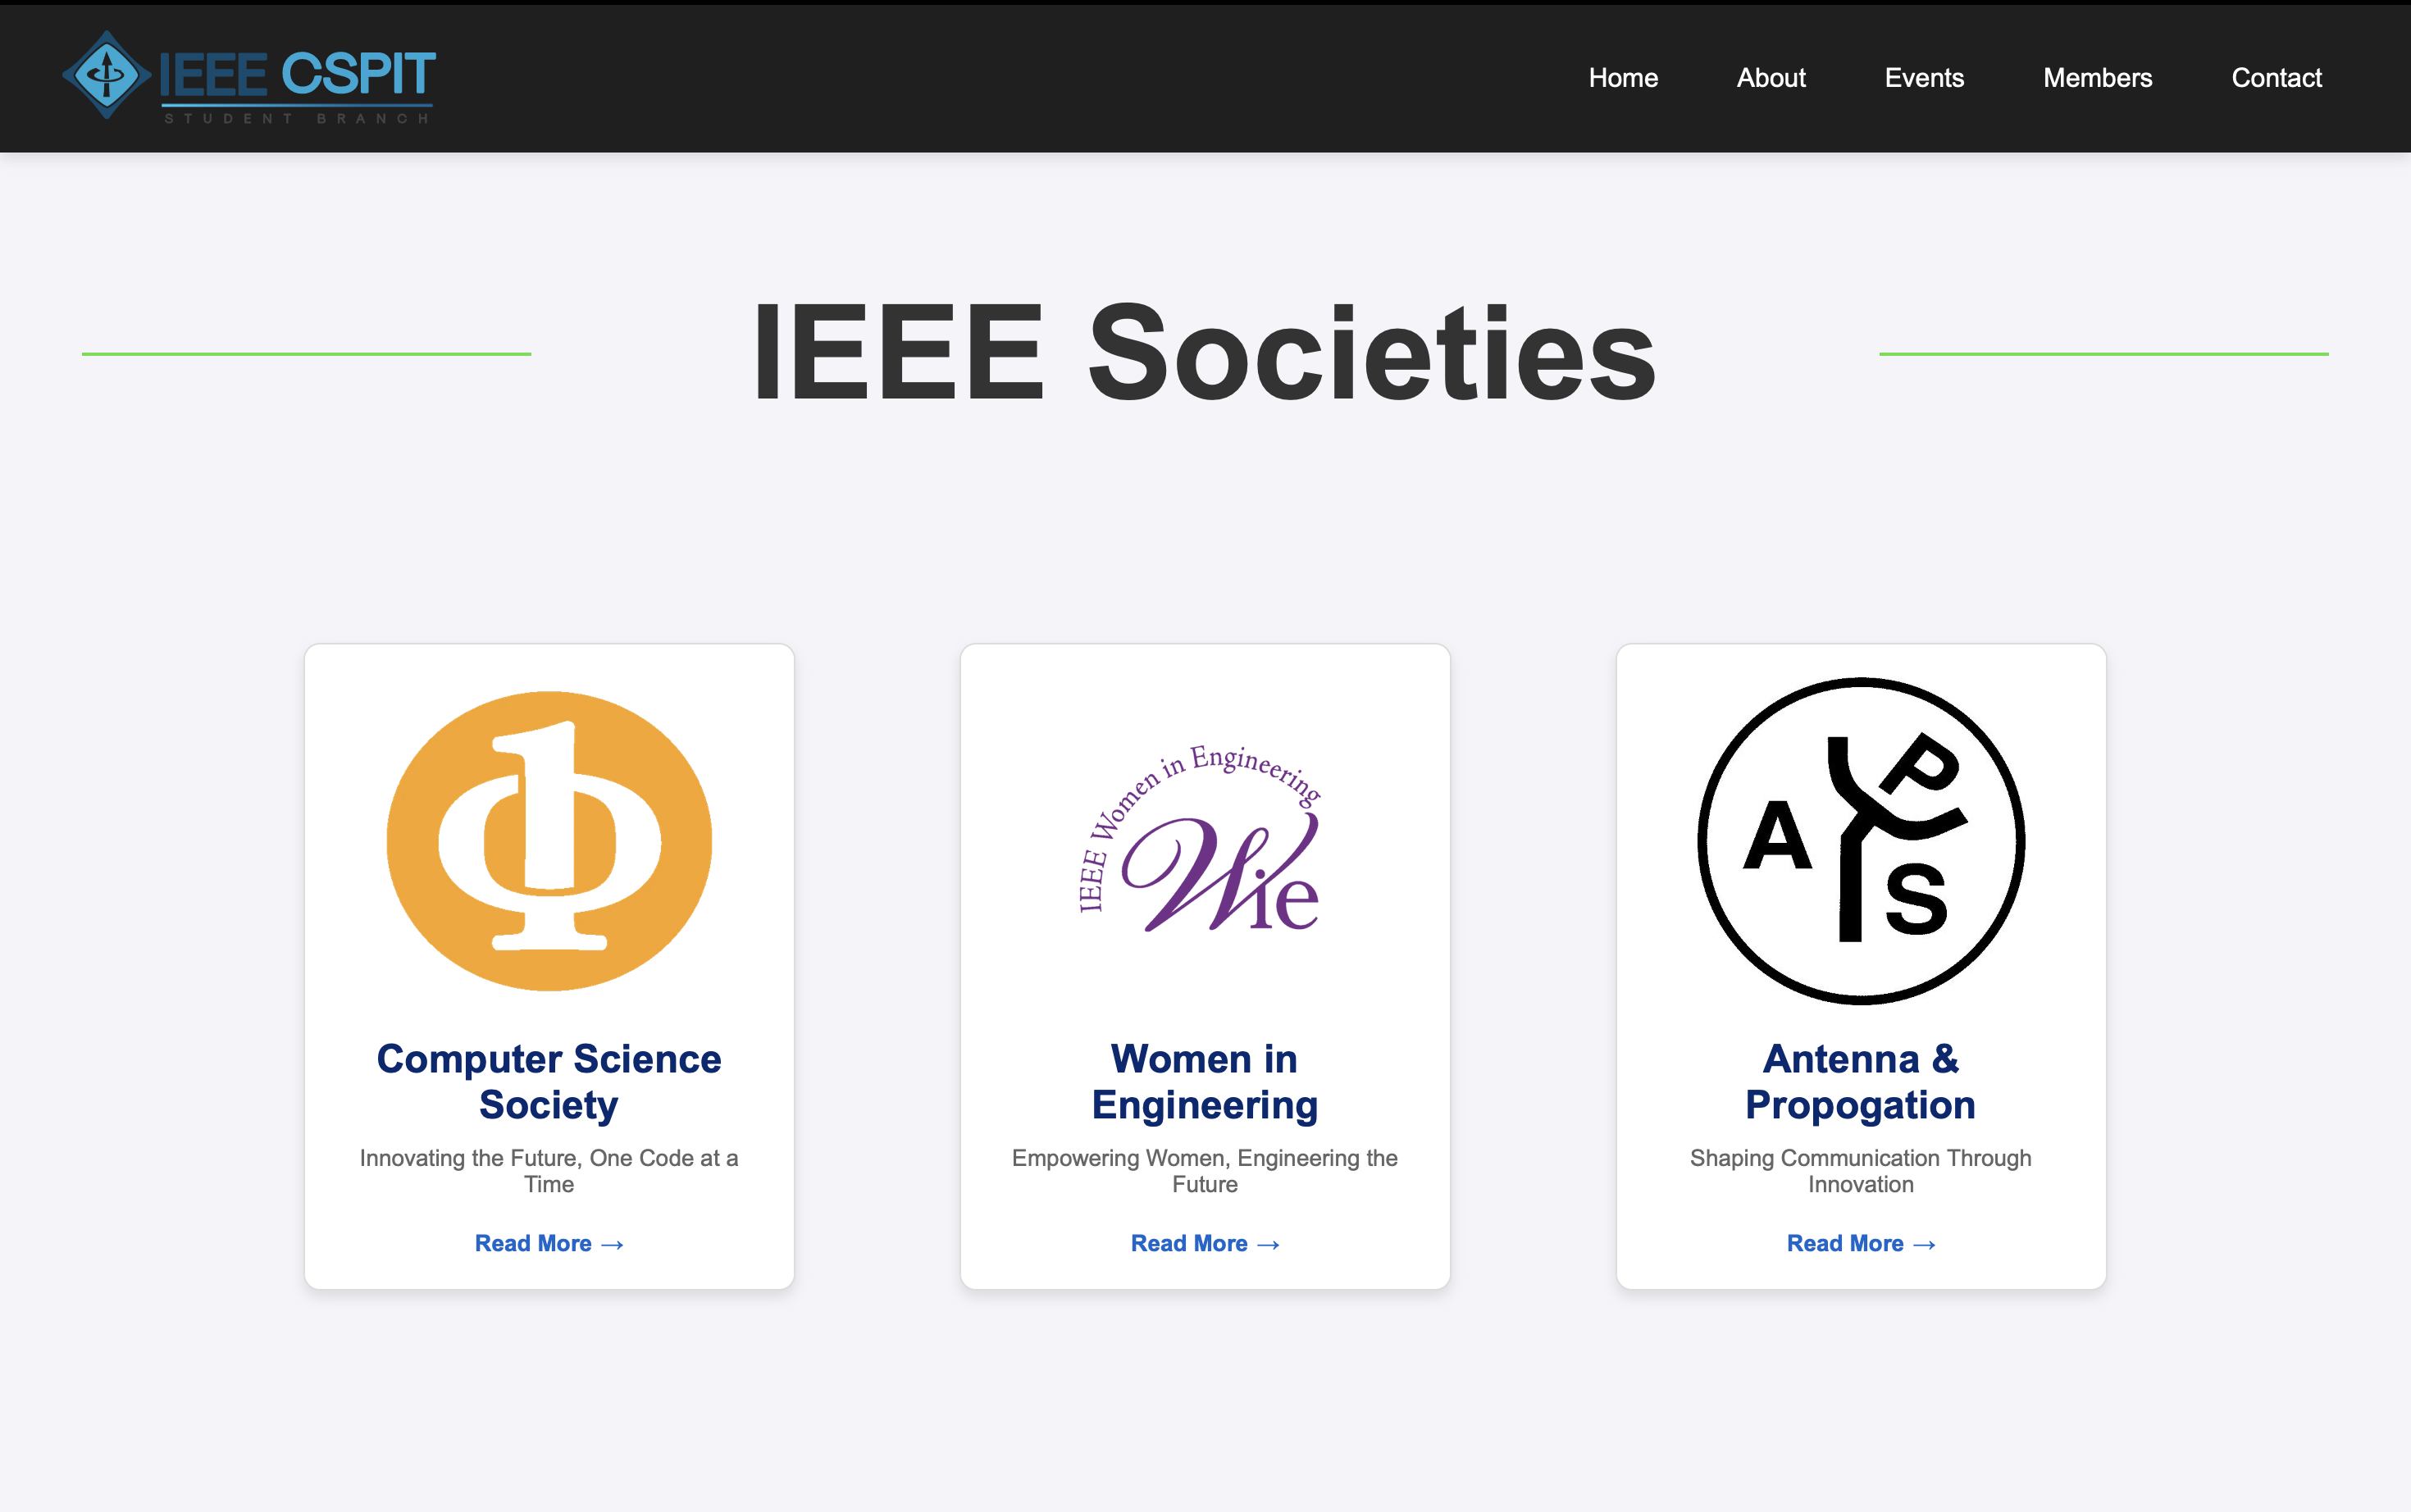 IEEE CSPIT
STUDENT BRANCH
Home About Events Members Contact
IEEE Societies
IEEE Women in Engineering
Wie
A P S
Computer Science
Society
Innovating the Future, One Code at a
Time
Read More →
Women in
Engineering
Empowering Women, Engineering the
Future
Read More →
Antenna &
Propogation
Shaping Communication Through
Innovation
Read More →